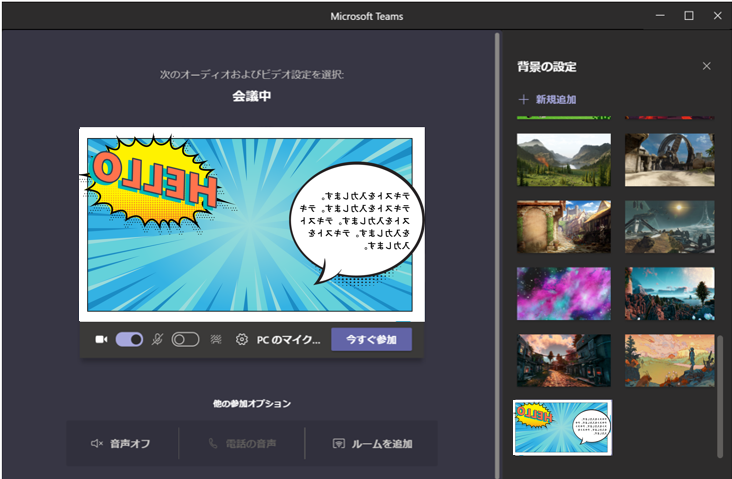 Microsoft Teams
次のオーディオおよびビデオ設定を選択:
会議中
HELLO
テキストを入力します。
テキストを入力します。テキ
ストを入力します。テキスト
を入力します。テキストを
入力します。
PC のマイク...
今すぐ参加
他の参加オプション
音声オフ
電話の音声
ルームを追加
背景の設定
新規追加
HELLO